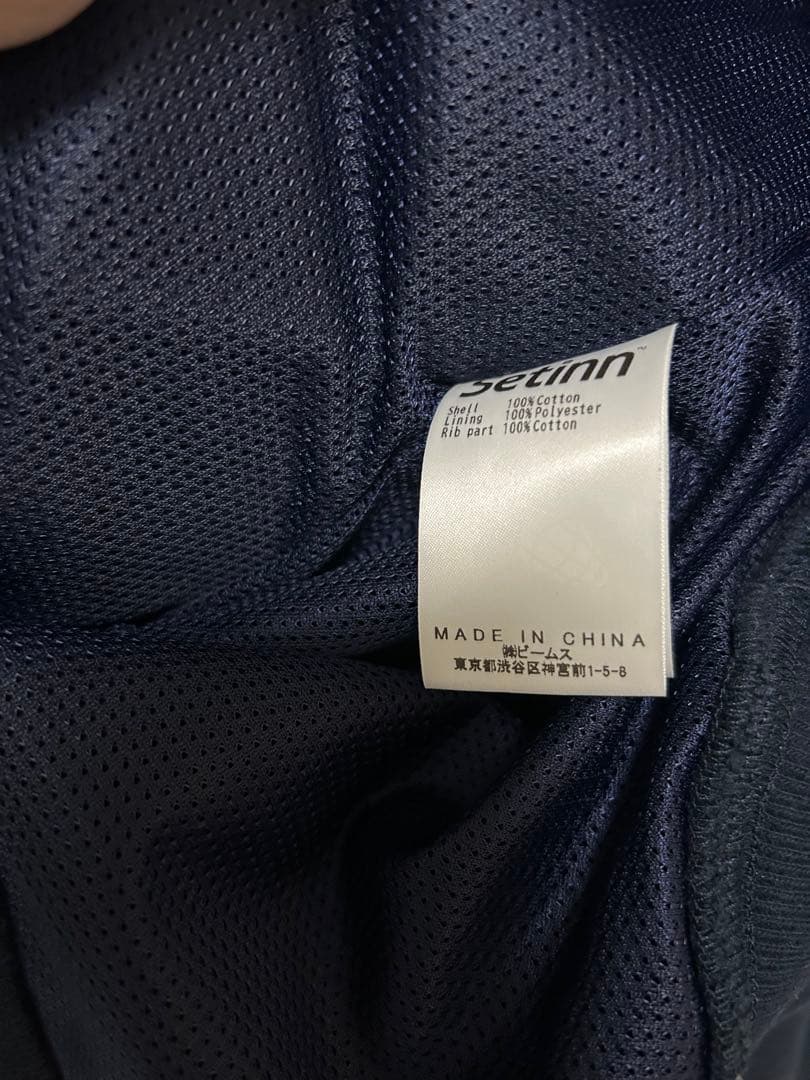 Setinn™
Shell 100%Cotton
Lining 100%Polyester
Rib part 100%Cotton
MADE IN CHINA
㈱ビームス
東京都渋谷区神宮前1-5-8